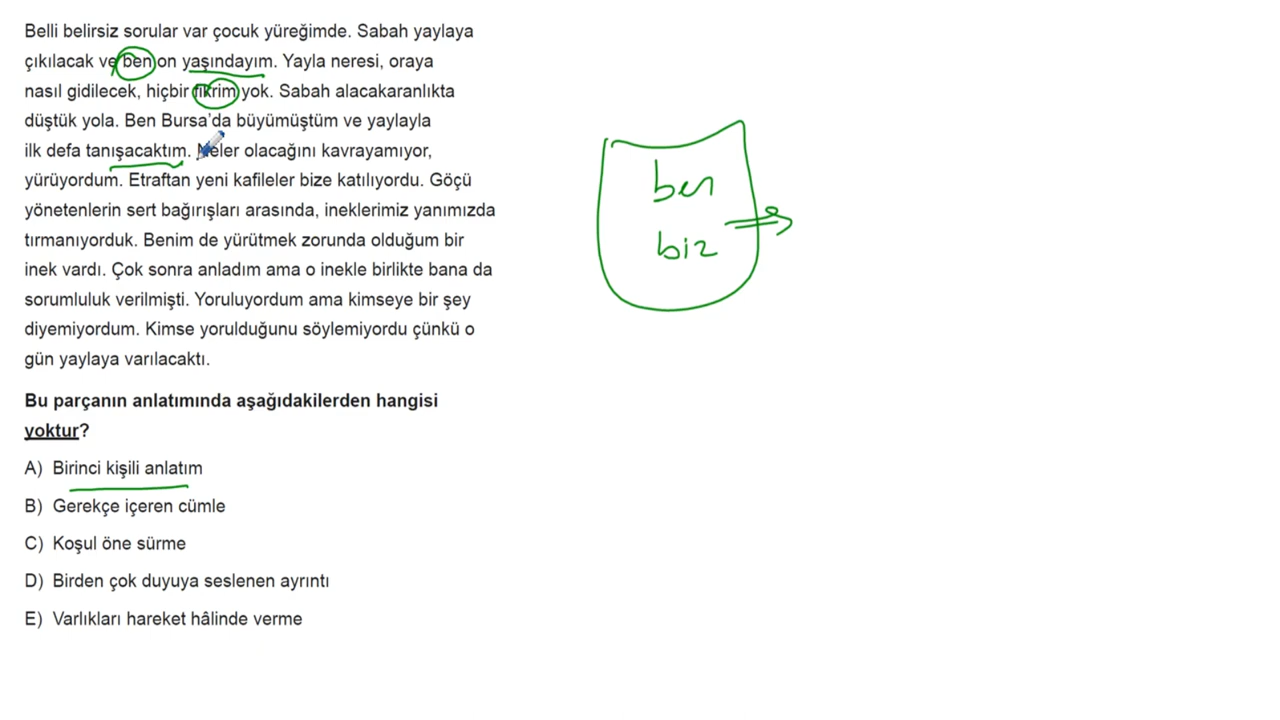 Belli belirsiz sorular var çocuk yüreğimde. Sabah yaylaya
çıkılacak ve ben on yaşındayım. Yayla neresi, oraya
nasıl gidilecek, hiçbir fikrim yok. Sabah alacakaranlıkta
düştük yola. Ben Bursa'da büyümüştüm ve yaylayla
ilk defa tanışacaktım. Neler olacağını kavrayamıyor,
yürüyordum. Etraftan yeni kafileler bize katılıyordu. Göçü
yönetenlerin sert bağırışları arasında, ineklerimiz yanımızda
tırmanıyorduk. Benim de yürütmek zorunda olduğum bir
inek vardı. Çok sonra anladım ama o inekle birlikte bana da
sorumluluk verilmişti. Yoruluyordum ama kimseye bir şey
diyemiyordum. Kimse yorulduğunu söylemiyordu çünkü o
gün yaylaya varılacaktı.
Bu parçanın anlatımında aşağıdakilerden hangisi
yoktur?
A) Birinci kişili anlatım
B) Gerekçe içeren cümle
C) Koşul öne sürme
D) Birden çok duyuya seslenen ayrıntı
E) Varlıkları hareket hâlinde verme
ben
biz